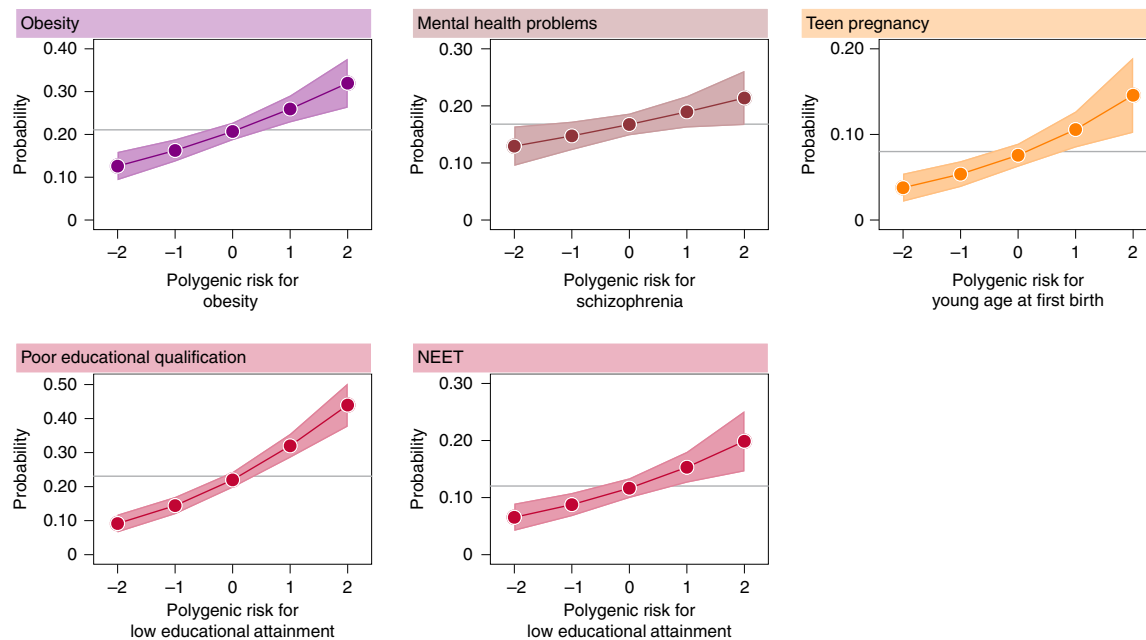 Obesity
0.40
0.30
0.20
0.10
0
Probability
–2 –1 0 1 2
Polygenic risk for
obesity
Mental health problems
0.30
0.20
0.10
0
Probability
–2 –1 0 1 2
Polygenic risk for
schizophrenia
Teen pregnancy
0.20
0.10
0
Probability
–2 –1 0 1 2
Polygenic risk for
young age at first birth
Poor educational qualification
0.50
0.40
0.30
0.20
0.10
0
Probability
–2 –1 0 1 2
Polygenic risk for
low educational attainment
NEET
0.30
0.20
0.10
0
Probability
–2 –1 0 1 2
Polygenic risk for
low educational attainment